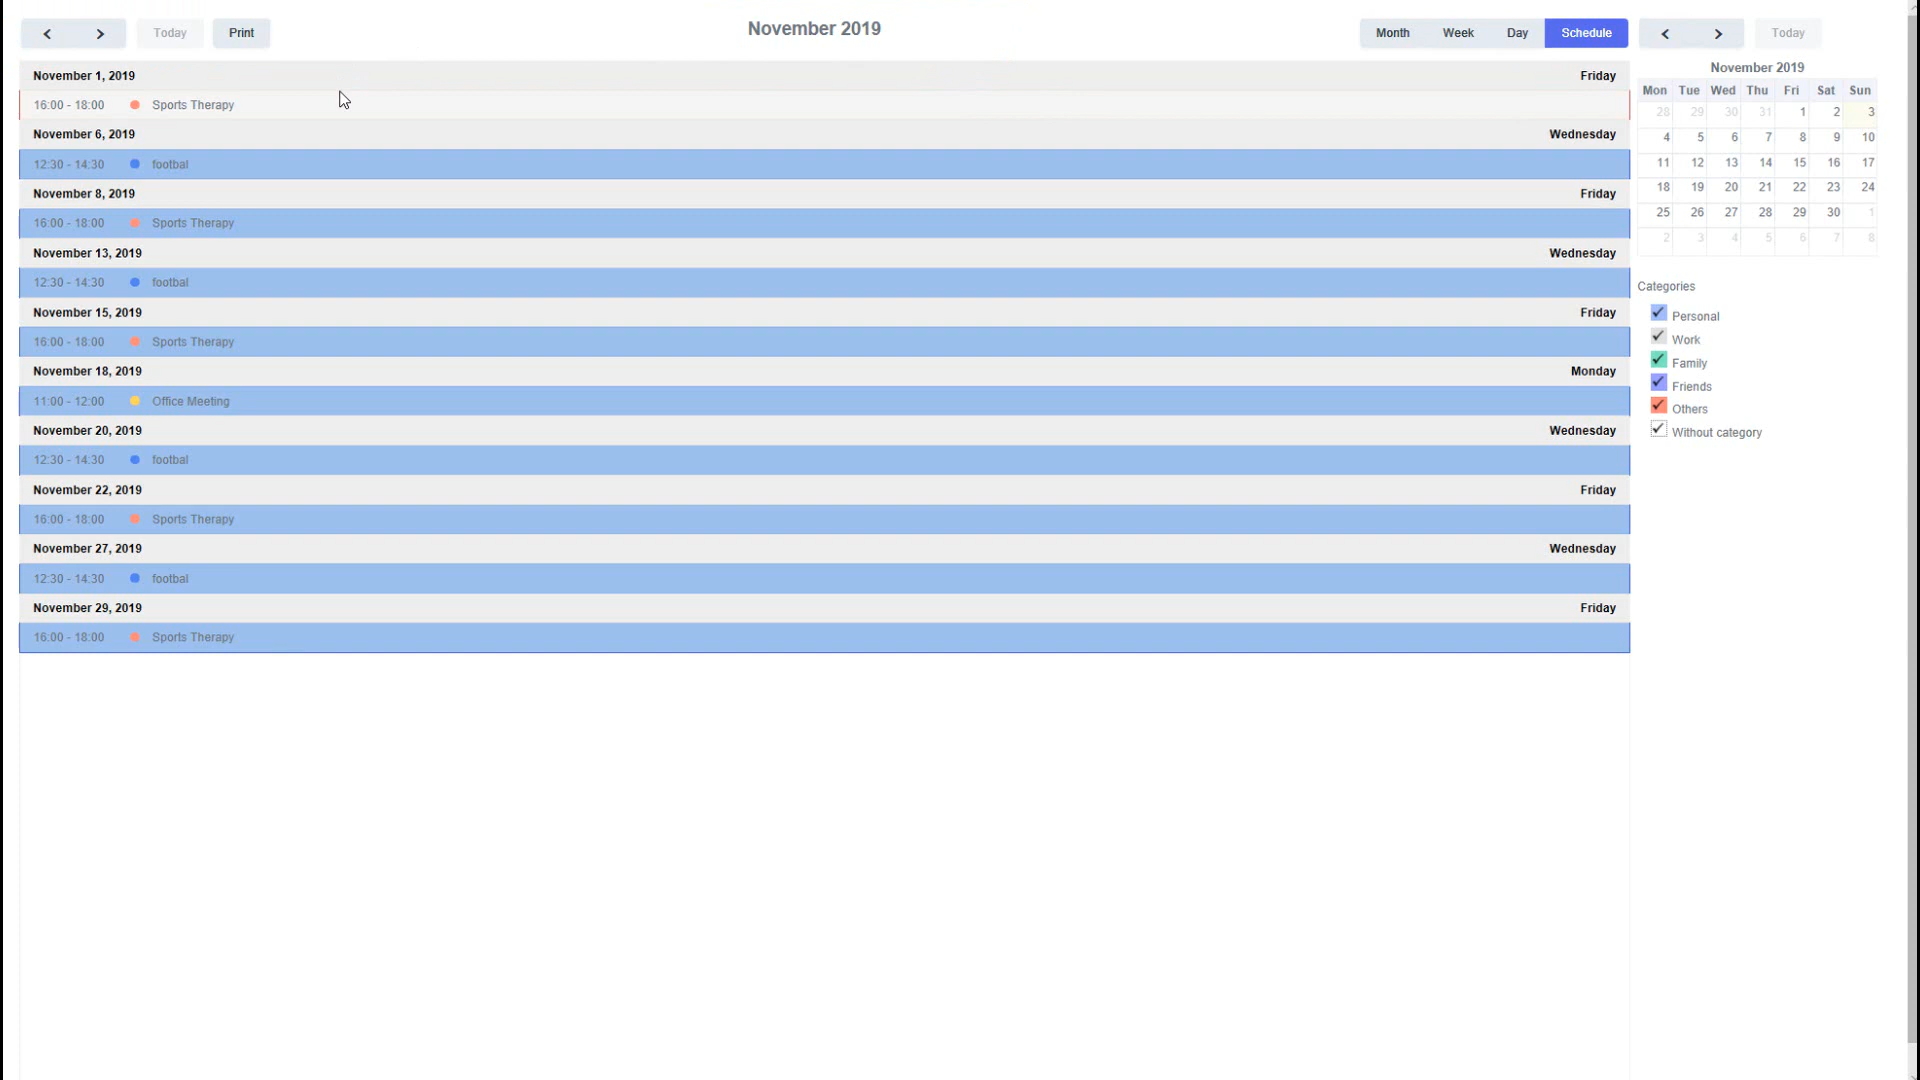 Today Print November 2019 Month Week Day Schedule Today
November 1, 2019 Friday
16:00 - 18:00 Sports Therapy
November 6, 2019 Wednesday
12:30 - 14:30 footbal
November 8, 2019 Friday
16:00 - 18:00 Sports Therapy
November 13, 2019 Wednesday
12:30 - 14:30 footbal
November 15, 2019 Friday
16:00 - 18:00 Sports Therapy
November 18, 2019 Monday
11:00 - 12:00 Office Meeting
November 20, 2019 Wednesday
12:30 - 14:30 footbal
November 22, 2019 Friday
16:00 - 18:00 Sports Therapy
November 27, 2019 Wednesday
12:30 - 14:30 footbal
November 29, 2019 Friday
16:00 - 18:00 Sports Therapy
November 2019
Mon Tue Wed Thu Fri Sat Sun
28 29 30 31 1 2 3
4 5 6 7 8 9 10
11 12 13 14 15 16 17
18 19 20 21 22 23 24
25 26 27 28 29 30 1
2 3 4 5 6 7 8
Categories
Personal
Work
Family
Friends
Others
Without category